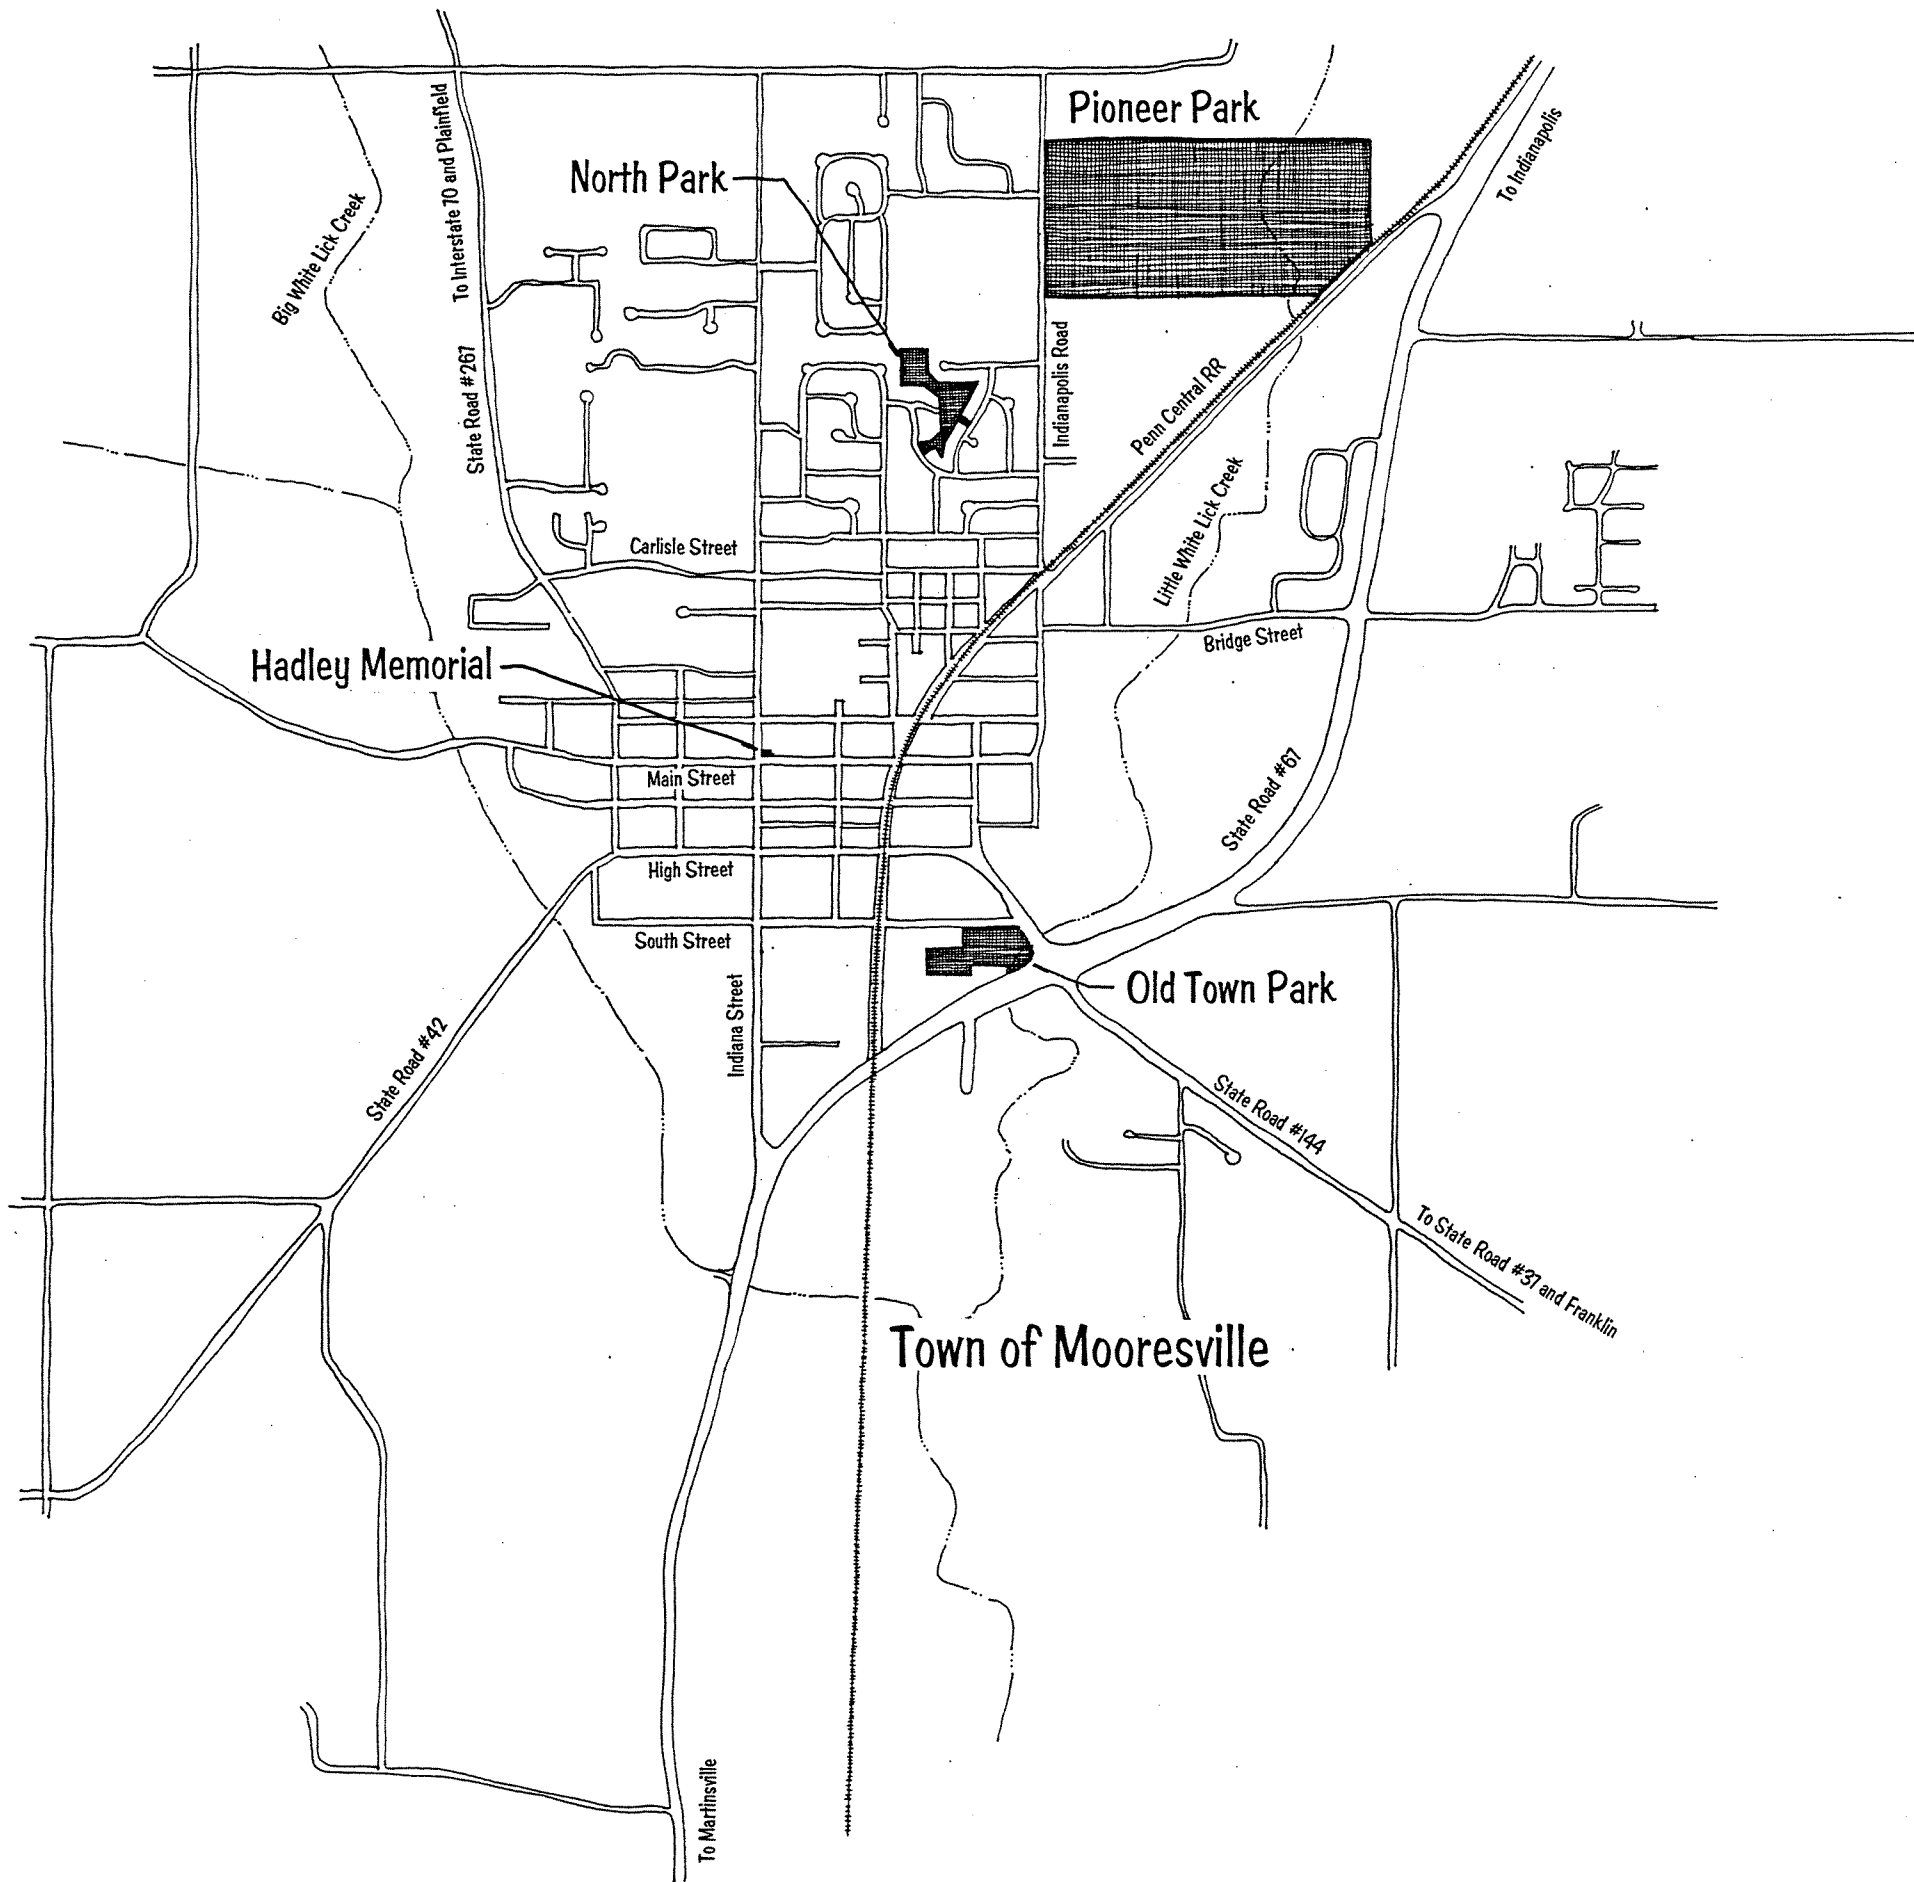 Pioneer Park
North Park
To Interstate 70 and Plainfield
To Indianapolis
Big White Lick Creek
State Road #267
Indianapolis Road
Penn Central RR
Little White Lick Creek
Carlisle Street
Bridge Street
Hadley Memorial
Main Street
State Road #67
High Street
South Street
Old Town Park
Indiana Street
State Road #42
State Road #144
To State Road #37 and Franklin
Town of Mooresville
To Martinsville